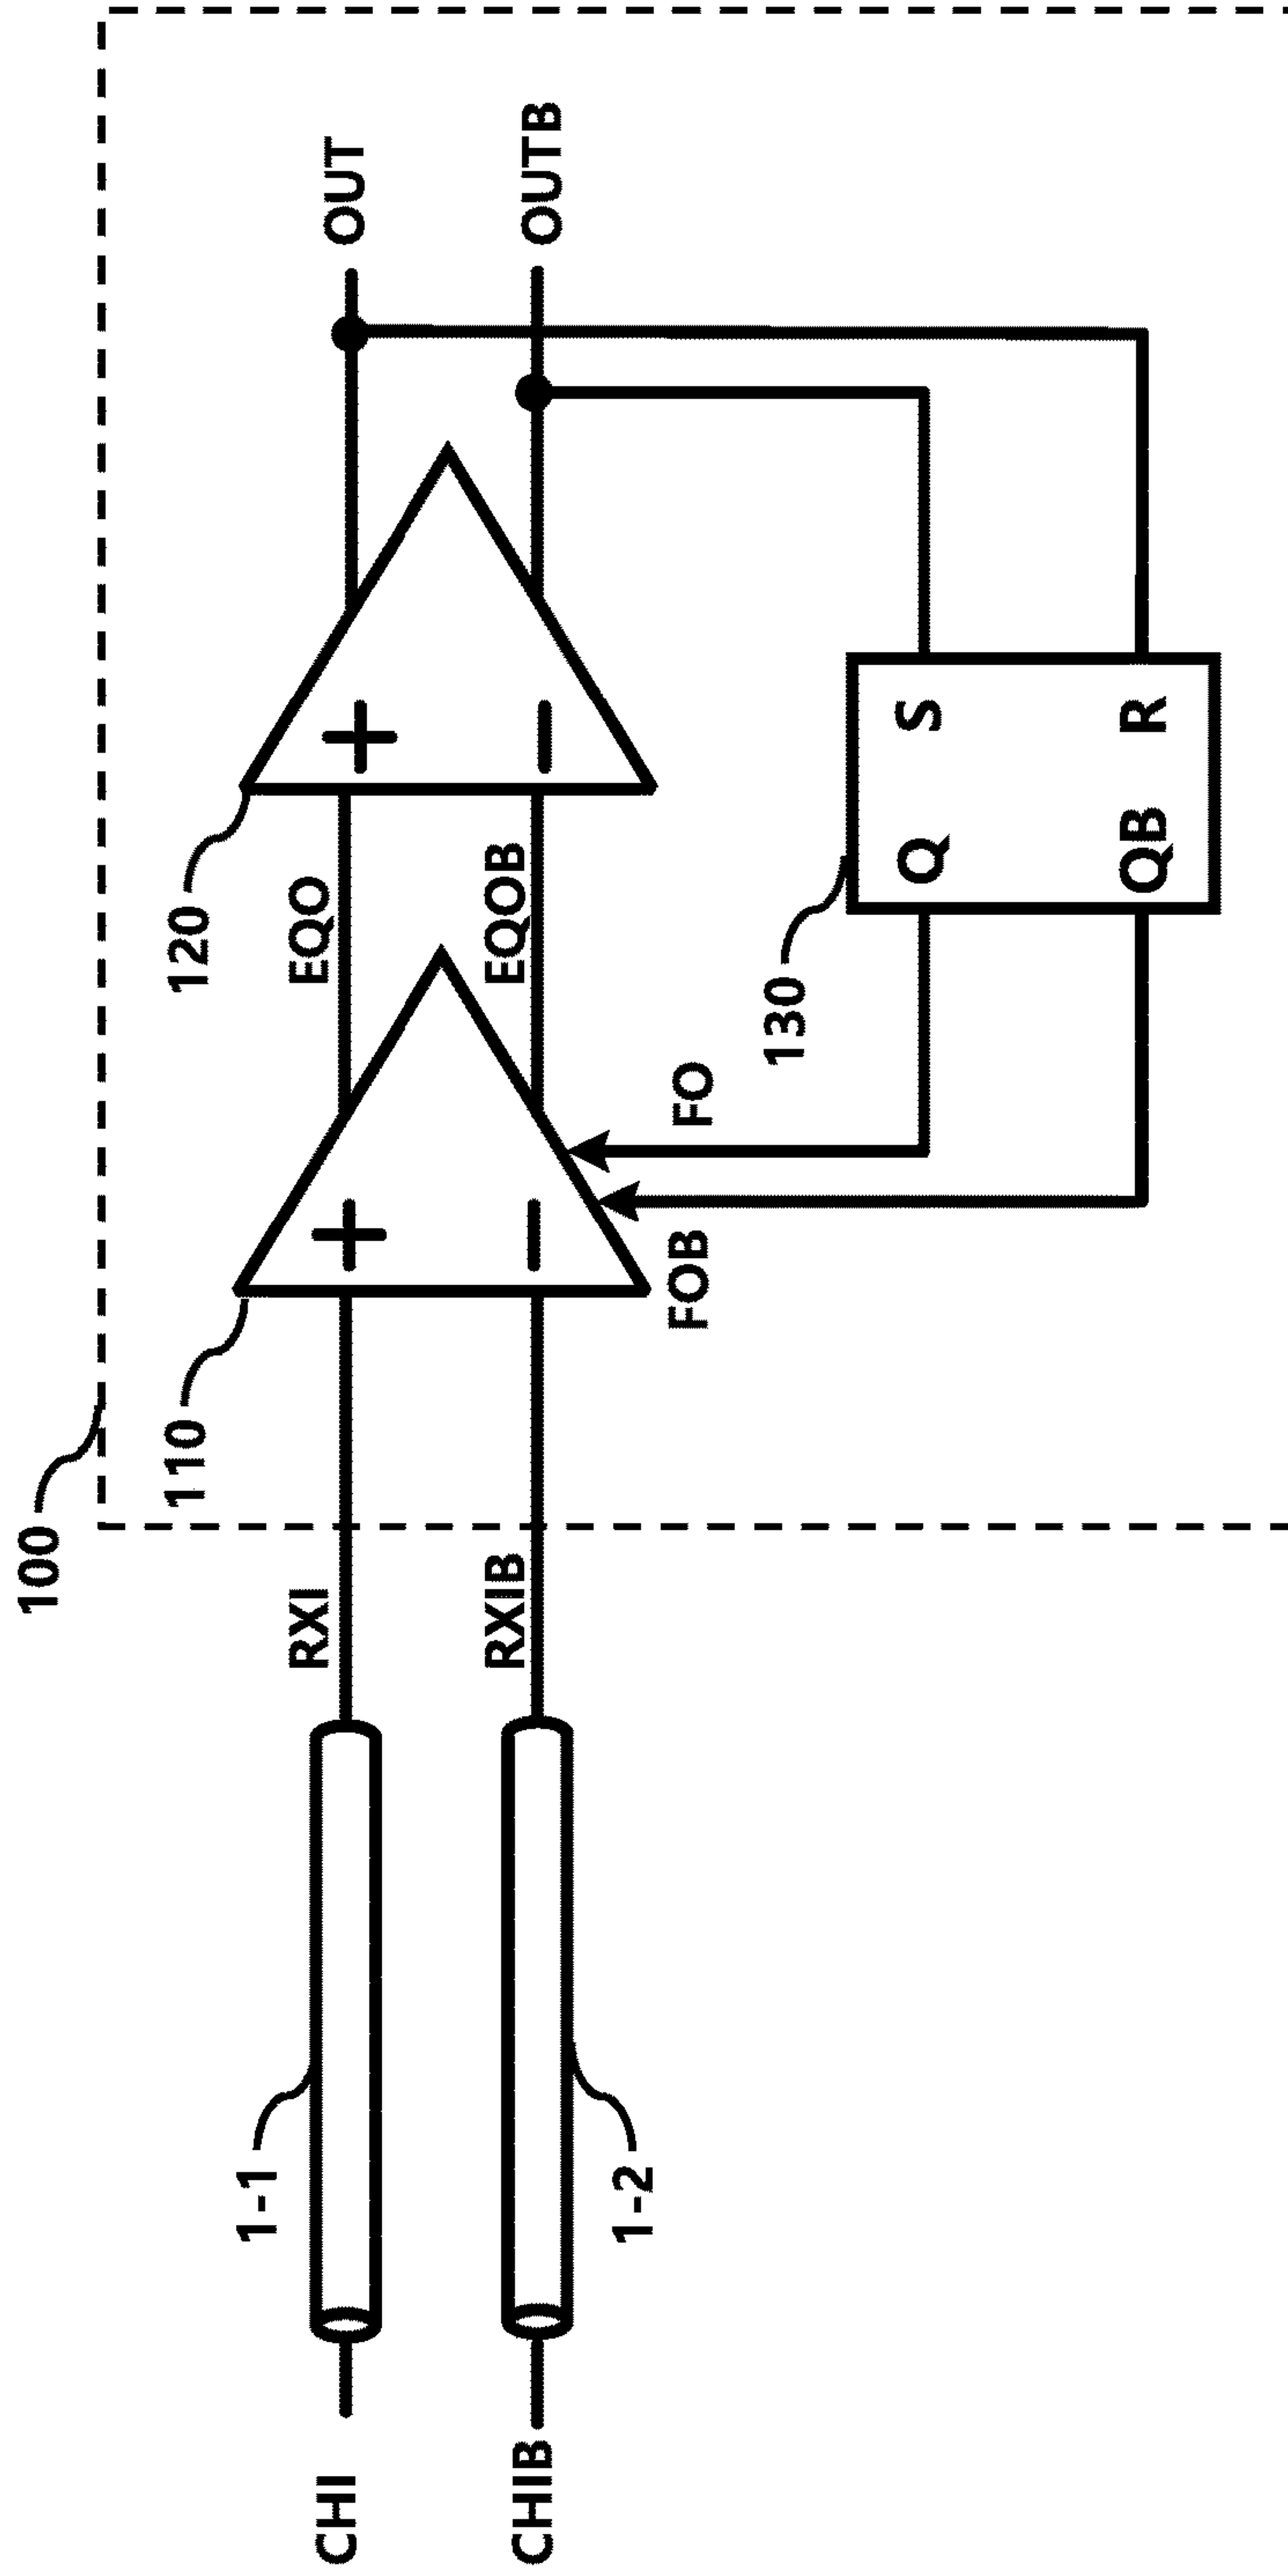 100
110
120
OUT
RXI
EQO
CHI
1-1
RXIB
EQOB
OUTB
CHIB
1-2
FOB
FO
130
Q
S
QB
R